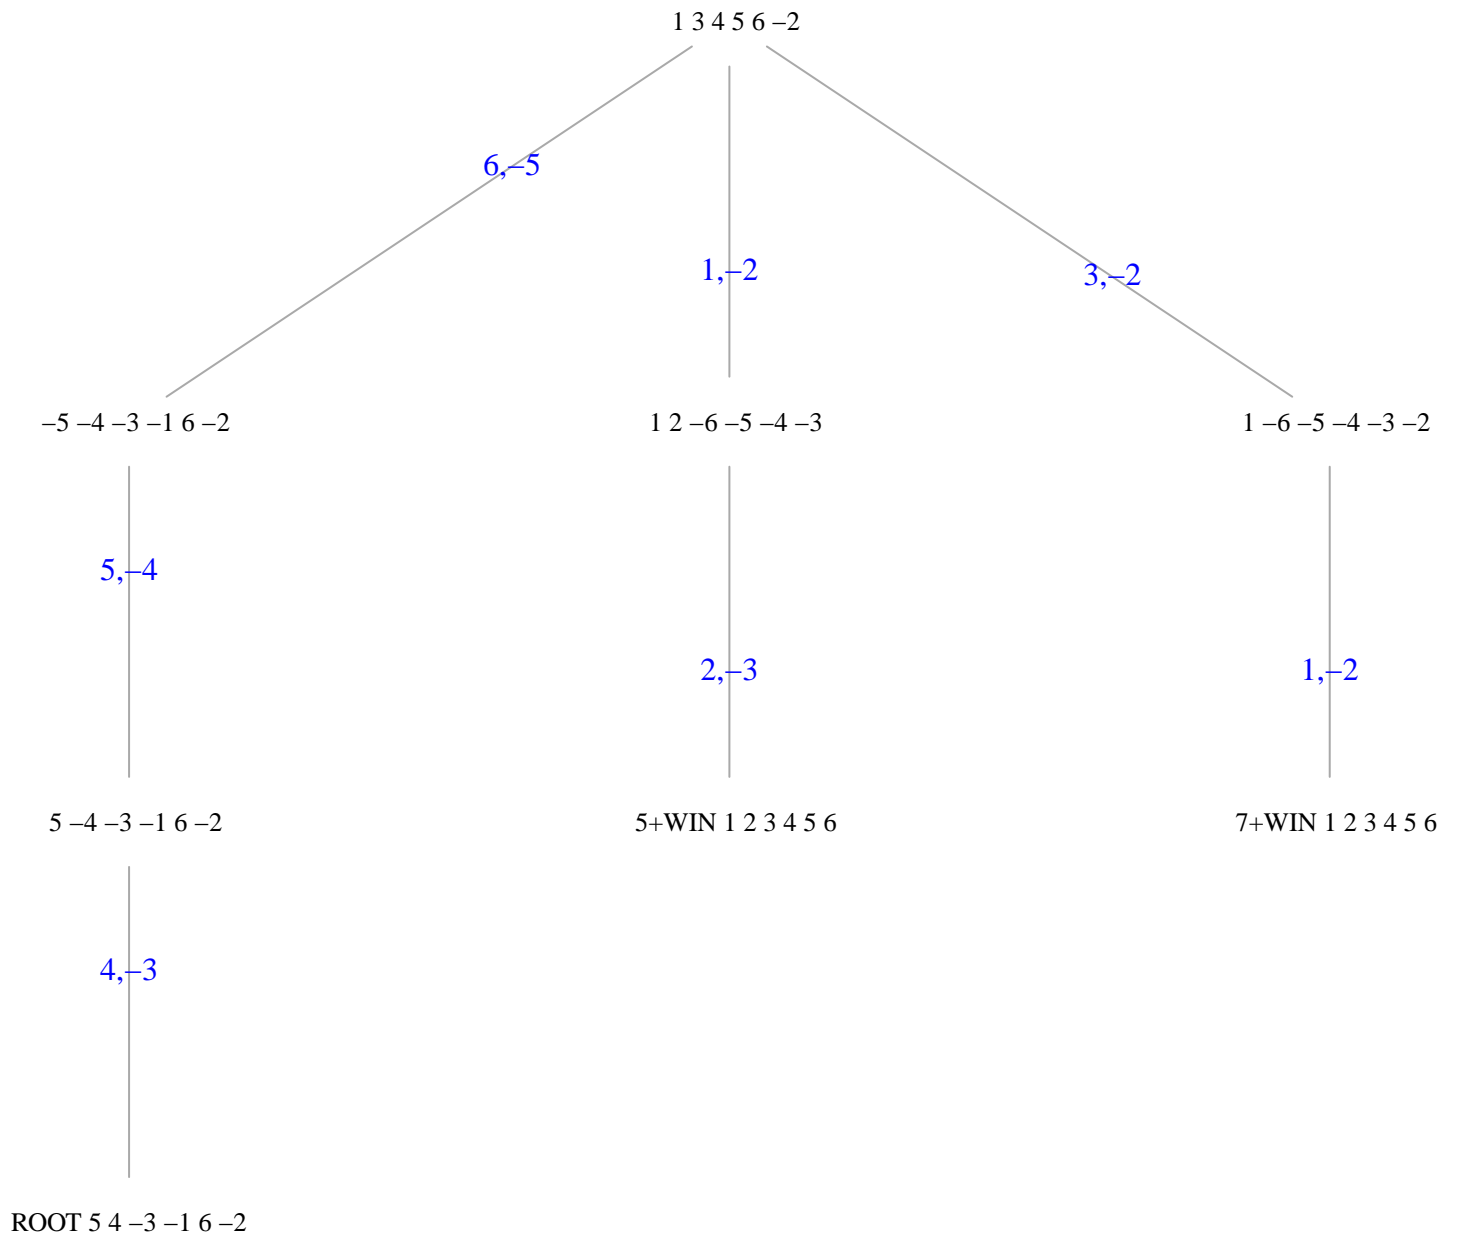 1 3 4 5 6 –2
6,–5
1,–2
3,–2
–5 –4 –3 –1 6 –2
1 2 –6 –5 –4 –3
1 –6 –5 –4 –3 –2
5,–4
2,–3
1,–2
5 –4 –3 –1 6 –2
5+WIN 1 2 3 4 5 6
7+WIN 1 2 3 4 5 6
4,–3
ROOT 5 4 –3 –1 6 –2